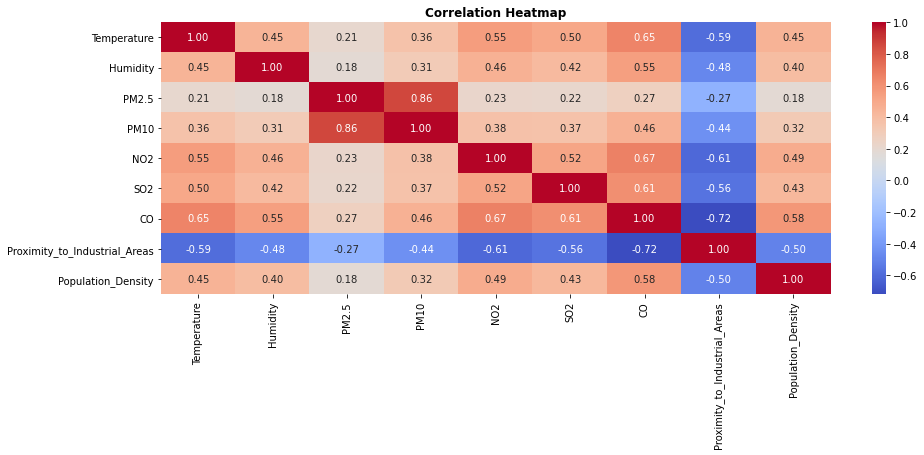 Correlation Heatmap
Temperature 1.00 0.45 0.21 0.36 0.55 0.50 0.65 -0.59 0.45
Humidity 0.45 1.00 0.18 0.31 0.46 0.42 0.55 -0.48 0.40
PM2.5 0.21 0.18 1.00 0.86 0.23 0.22 0.27 -0.27 0.18
PM10 0.36 0.31 0.86 1.00 0.38 0.37 0.46 -0.44 0.32
NO2 0.55 0.46 0.23 0.38 1.00 0.52 0.67 -0.61 0.49
SO2 0.50 0.42 0.22 0.37 0.52 1.00 0.61 -0.56 0.43
CO 0.65 0.55 0.27 0.46 0.67 0.61 1.00 -0.72 0.58
Proximity_to_Industrial_Areas -0.59 -0.48 -0.27 -0.44 -0.61 -0.56 -0.72 1.00 -0.50
Population_Density 0.45 0.40 0.18 0.32 0.49 0.43 0.58 -0.50 1.00
Temperature
Humidity
PM2.5
PM10
NO2
SO2
CO
Proximity_to_Industrial_Areas
Population_Density
1.0
0.8
0.6
0.4
0.2
0.0
−0.2
−0.4
−0.6